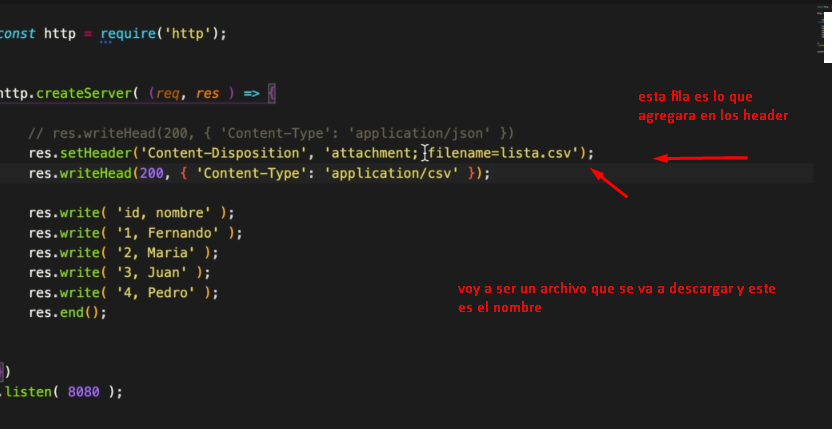 const http = require('http');
http.createServer( (req, res ) => {
esta fila es lo que
agregara en los header
// res.writeHead(200, { 'Content-Type': 'application/json' })
res.setHeader('Content-Disposition', 'attachment; filename=lista.csv');
res.writeHead(200, { 'Content-Type': 'application/csv' });
res.write( 'id, nombre' );
res.write( '1, Fernando' );
res.write( '2, Maria' );
res.write( '3, Juan' );
res.write( '4, Pedro' );
res.end();
voy a ser un archivo que se va a descargar y este
es el nombre
})
.listen( 8080 );